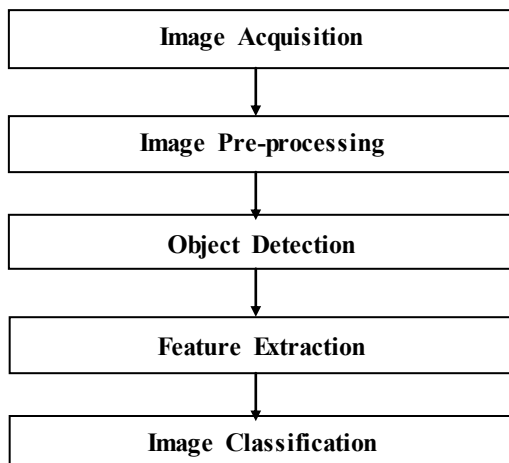 Image Acquisition
Image Pre-processing
Object Detection
Feature Extraction
Image Classification